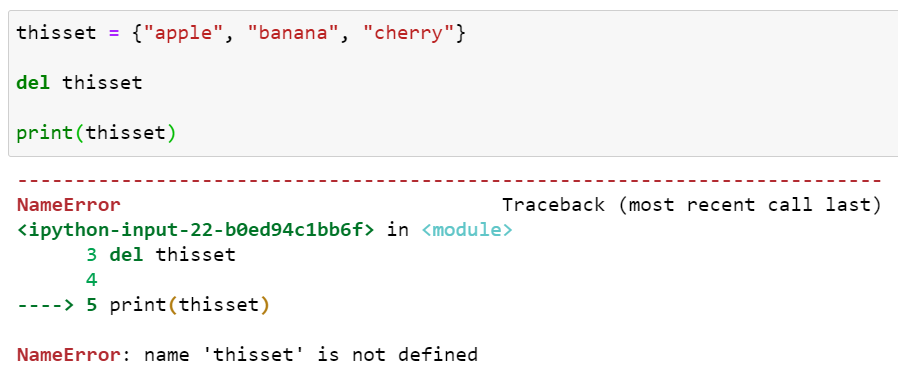 thisset = {"apple", "banana", "cherry"}
del thisset
print(thisset)
---------------------------------------------------------------------------
NameError                                 Traceback (most recent call last)
<ipython-input-22-b0ed94c1bb6f> in <module>
      3 del thisset
      4
----> 5 print(thisset)
NameError: name 'thisset' is not defined